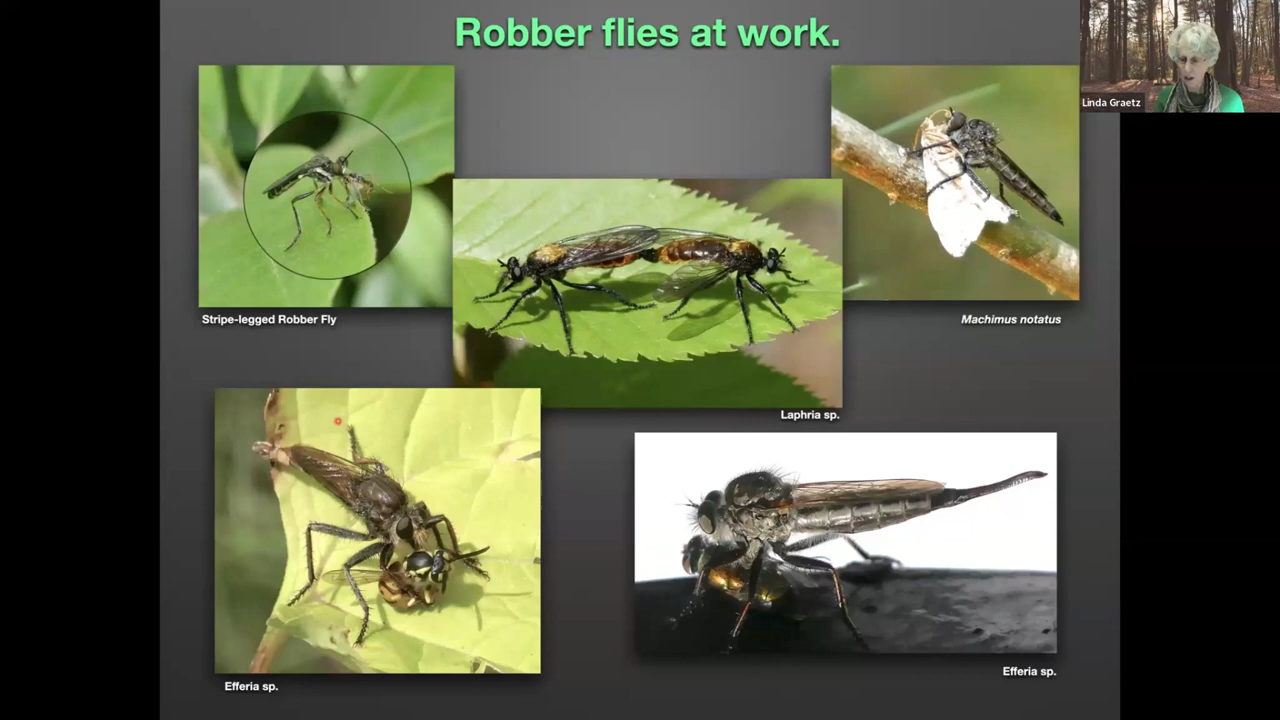 Robber flies at work.
Linda Graetz
Stripe-legged Robber Fly
Machimus notatus
Laphria sp.
Efferia sp.
Efferia sp.